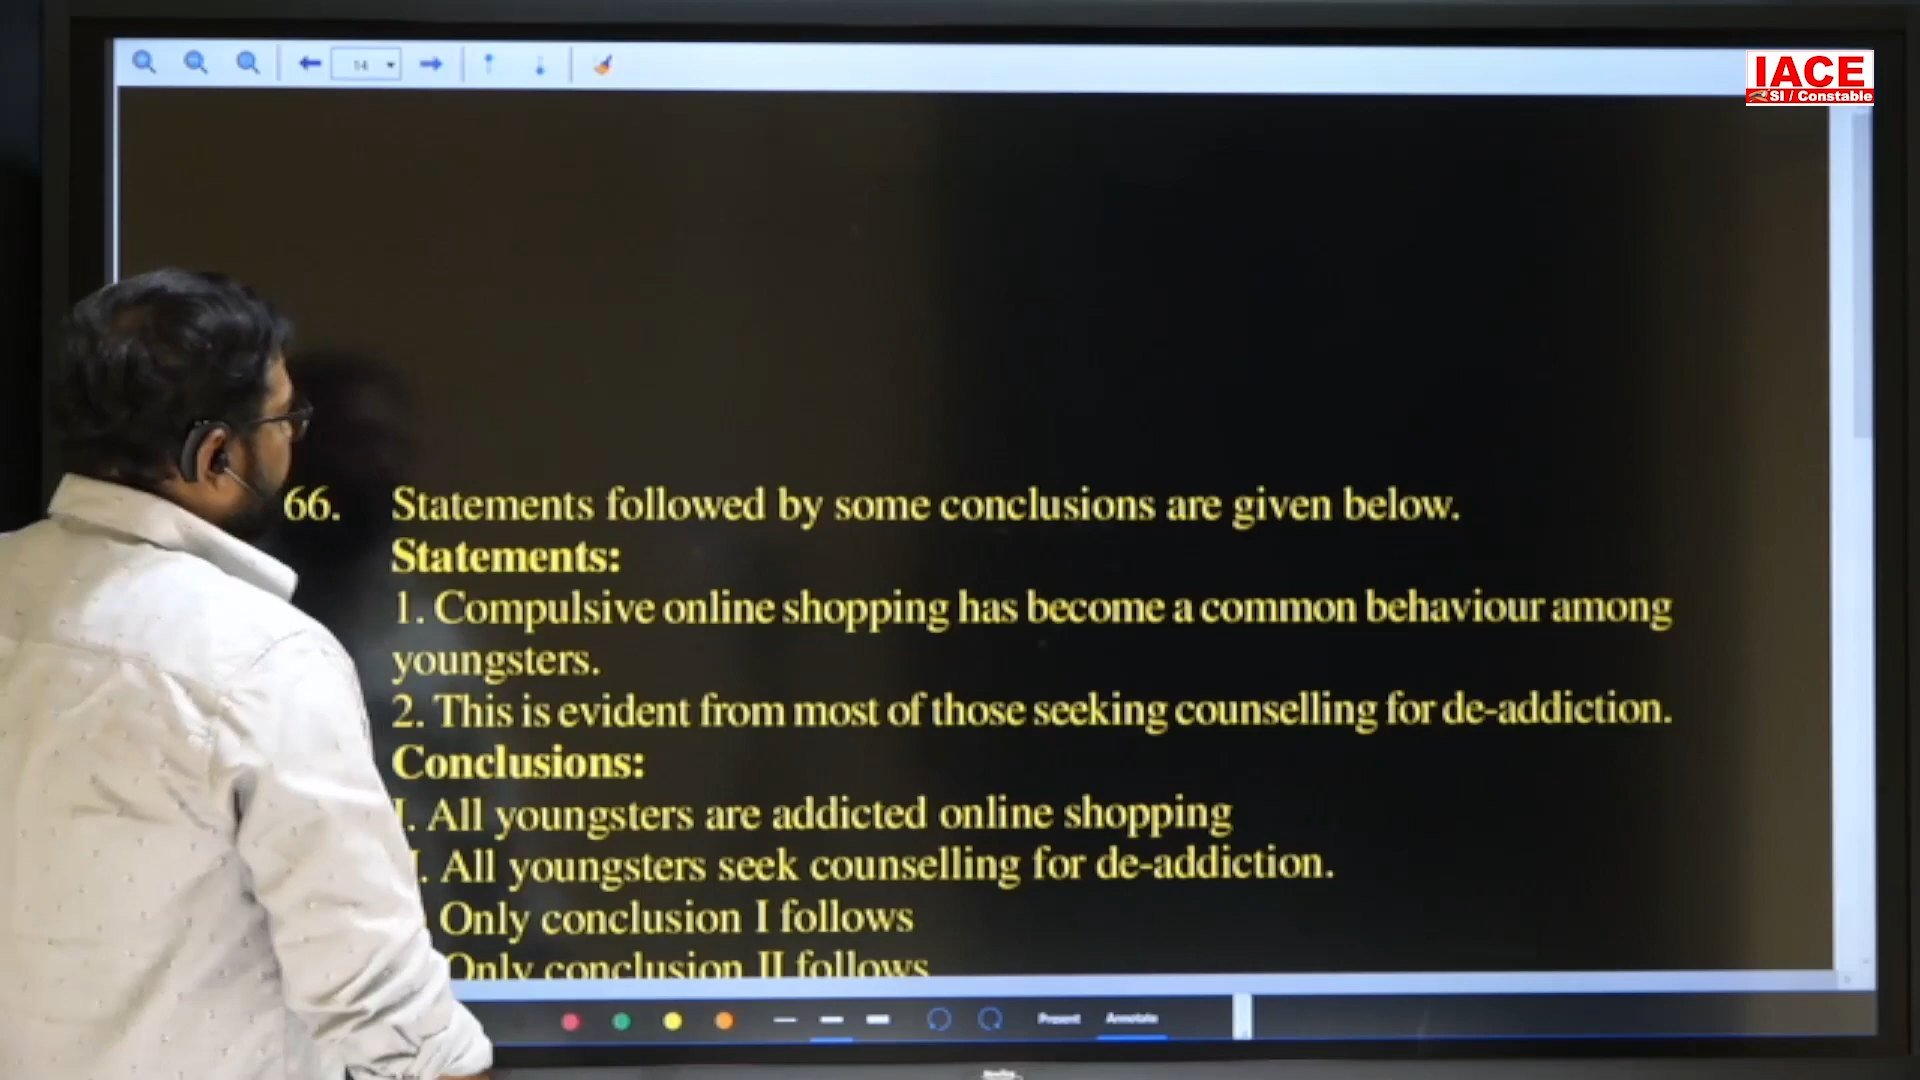 14
IACE
SI / Constable
66. Statements followed by some conclusions are given below.
Statements:
1. Compulsive online shopping has become a common behaviour among
youngsters.
2. This is evident from most of those seeking counselling for de-addiction.
Conclusions:
I. All youngsters are addicted online shopping
I. All youngsters seek counselling for de-addiction.
Only conclusion I follows
Only conclusion II follows
Present Annotate